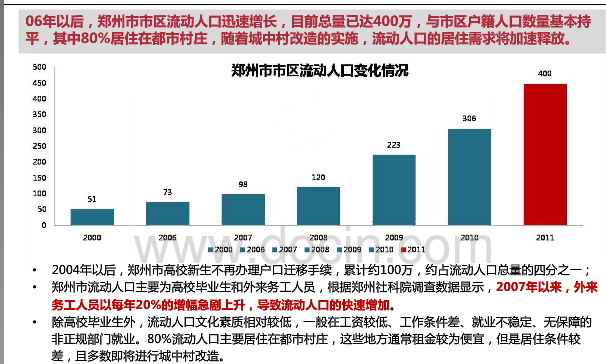 06年以后，郑州市市区流动人口迅速增长，目前总量已达400万，与市区户籍人口数量基本持
平，其中80%居住在都市村庄，随着城中村改造的实施，流动人口的居住需求将加速释放。
郑州市市区流动人口变化情况
500
450
400
350
300
250
200
150
100
50
0
51
73
98
120
223
306
400
2000
2006
2007
2008
2009
2010
2011
2000 2006 2007 2008 2009 2010 2011
www.docin.com
• 2004年以后，郑州市高校新生不再办理户口迁移手续，累计约100万，约占流动人口总量的四分之一；
• 郑州市流动人口主要为高校毕业生和外来务工人员，根据郑州社科院调查数据显示，2007年以来，外来
务工人员以每年20%的增幅急剧上升，导致流动人口的快速增加。
• 除高校毕业生外，流动人口文化素质相对较低，一般在工资较低、工作条件差、就业不稳定、无保障的
非正规部门就业。80%流动人口主要居住在都市村庄，这些地方通常租金较为便宜，但是居住条件较
差，且多数即将进行城中村改造。